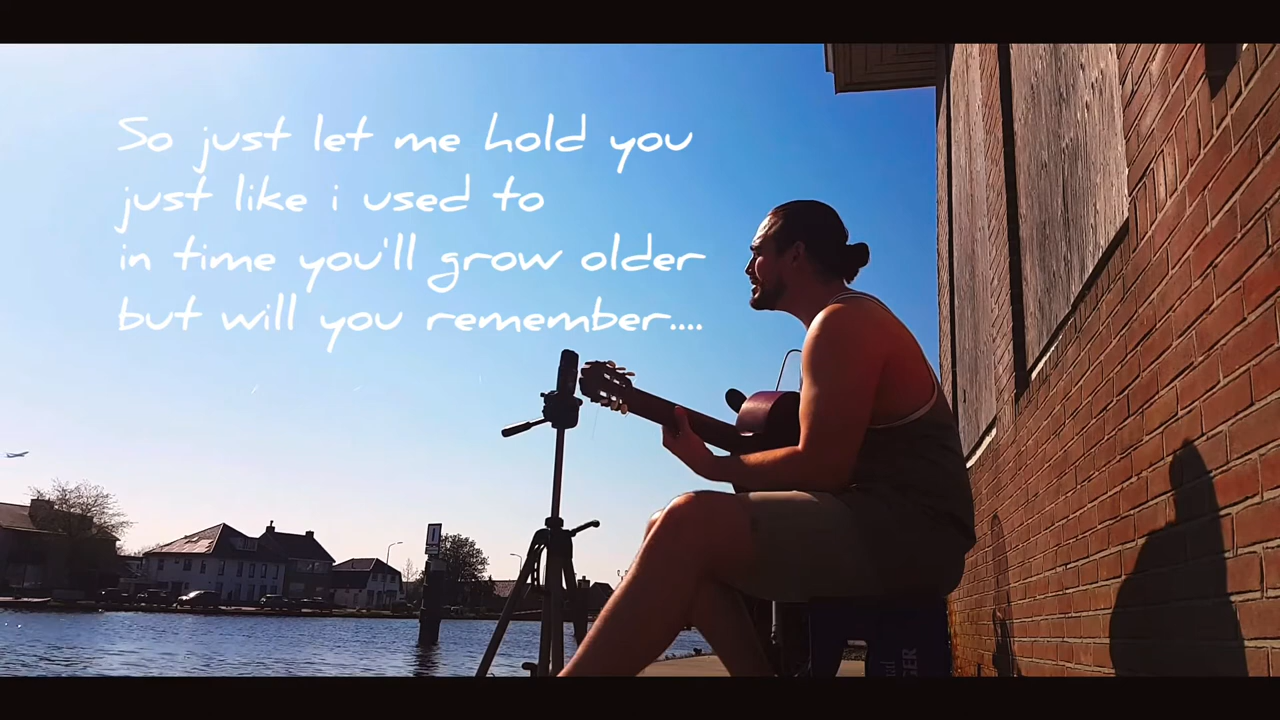 So just let me hold you
just like i used to
in time you'll grow older
but will you remember....